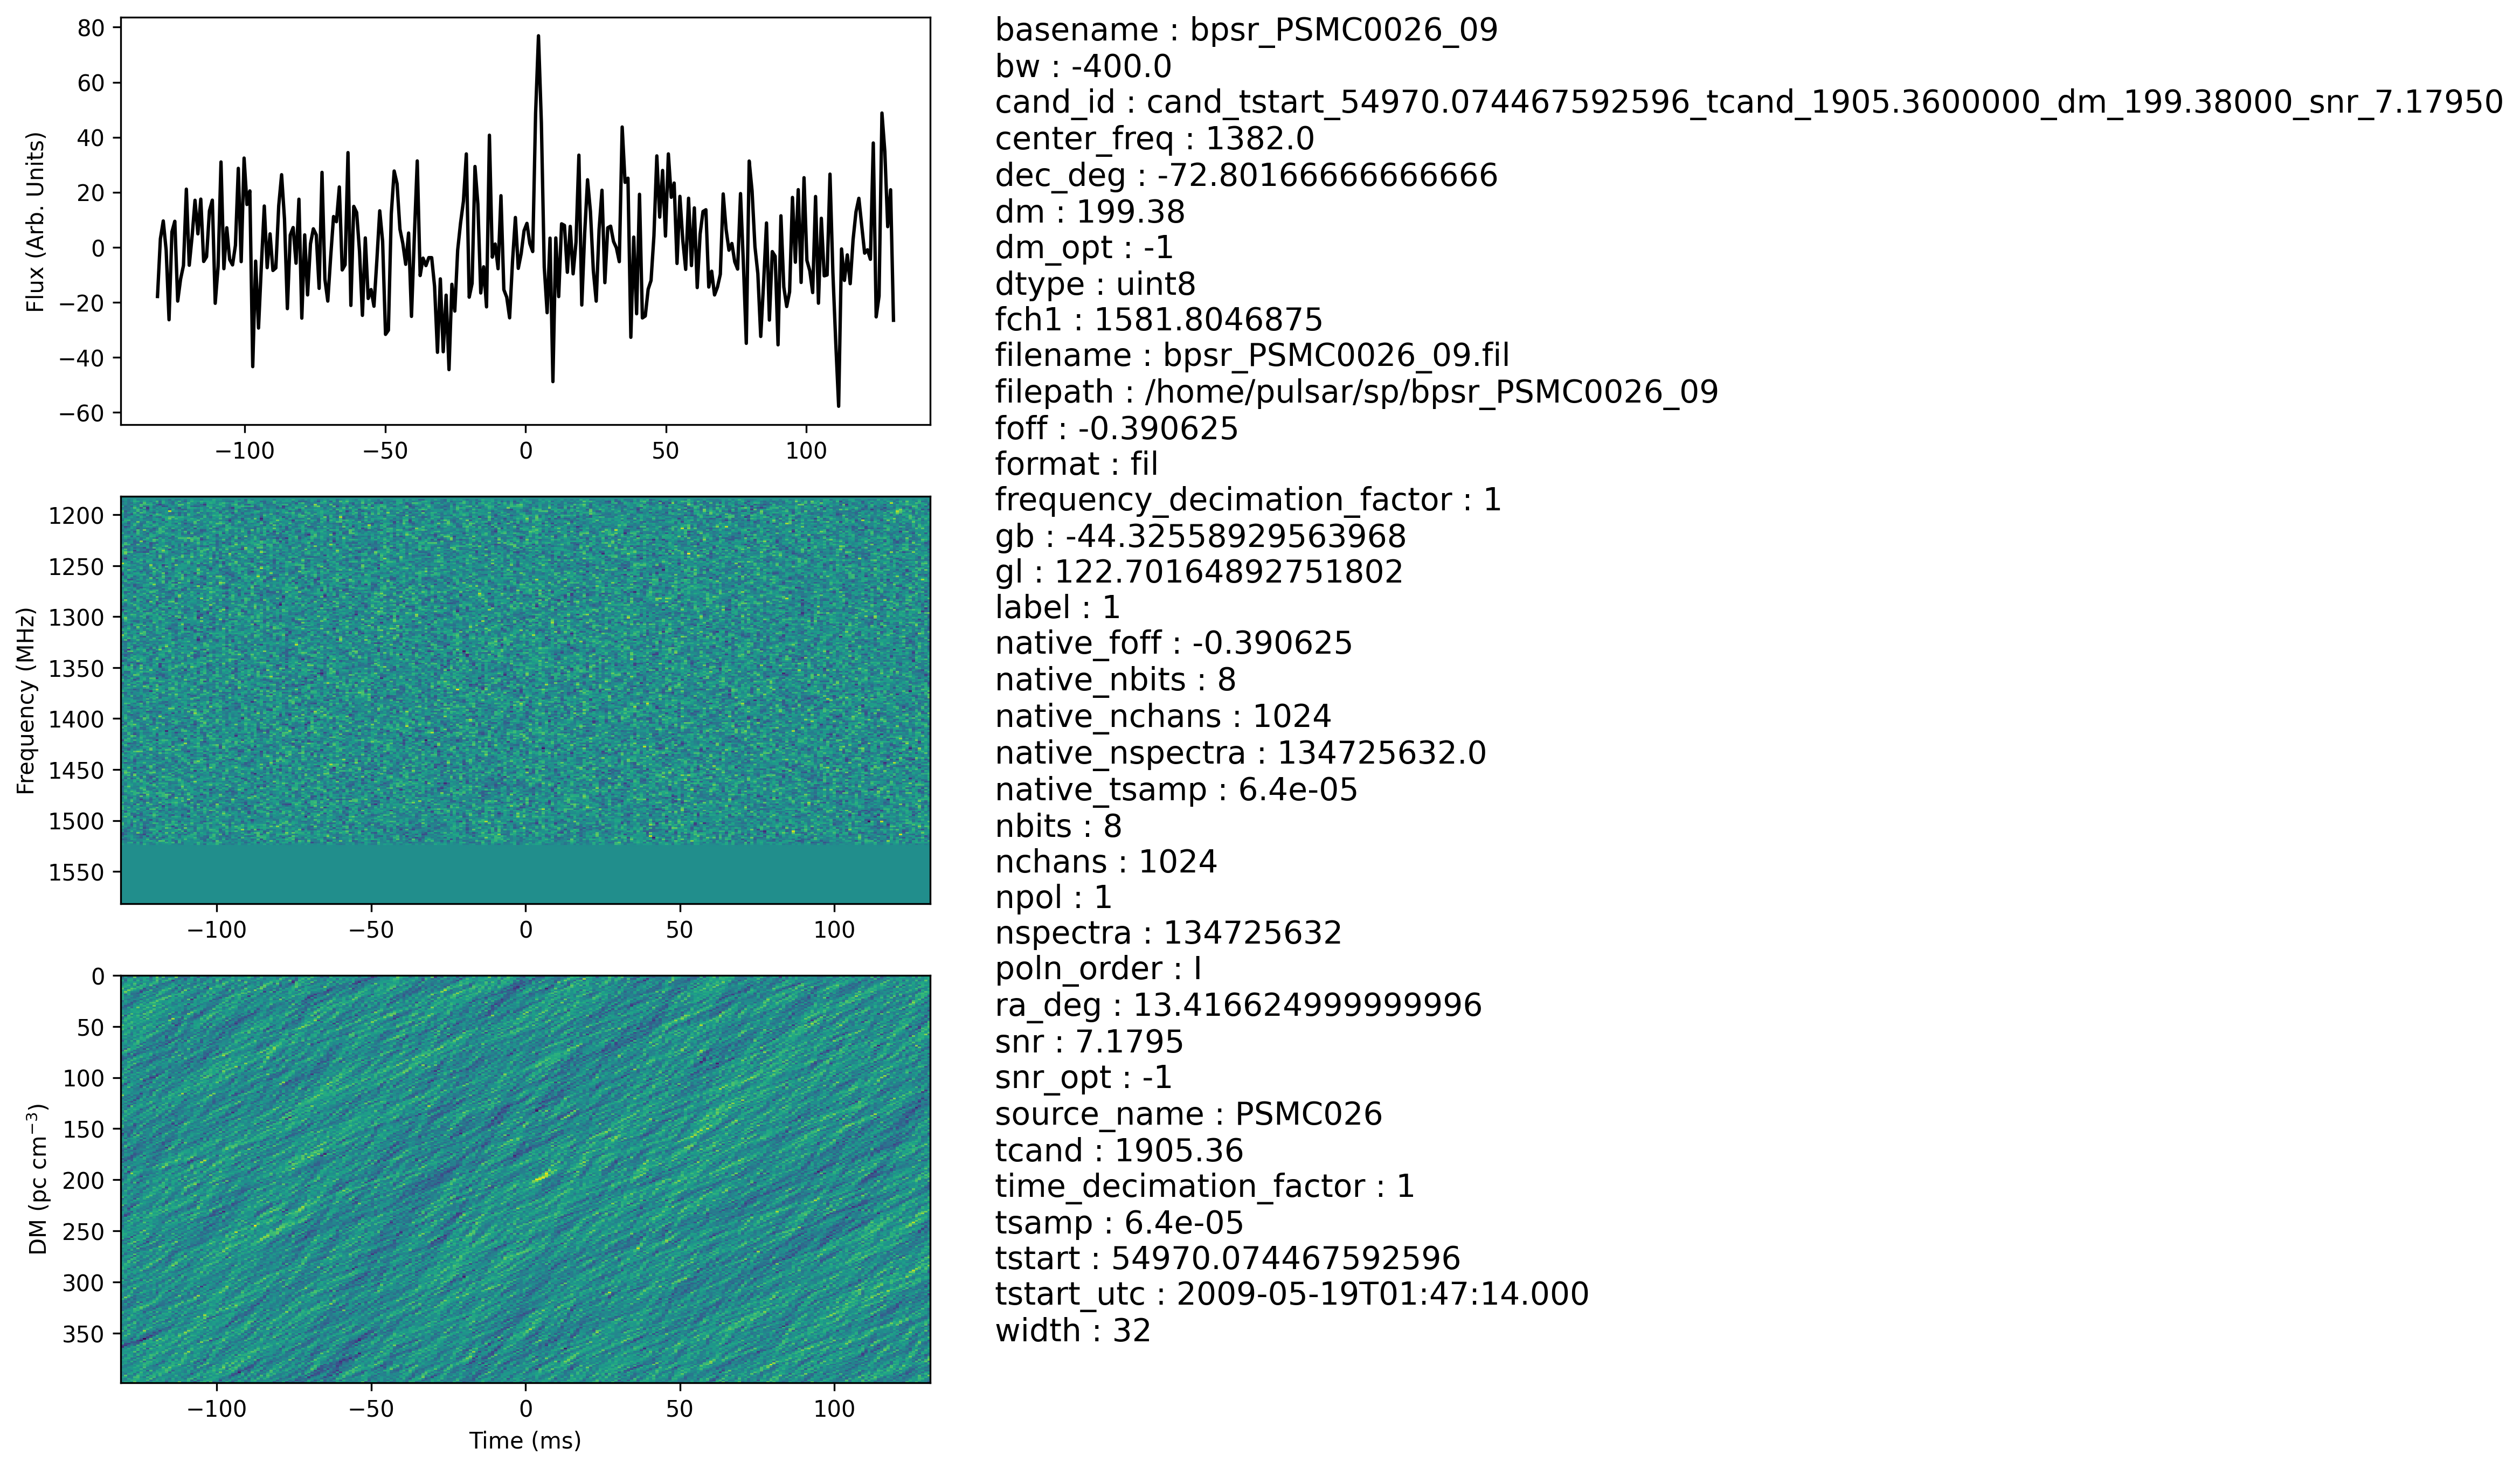 80
60
40
20
0
−20
−40
−60
Flux (Arb. Units)
−100 −50 0 50 100
1200
1250
1300
1350
1400
1450
1500
1550
Frequency (MHz)
−100 −50 0 50 100
0
50
100
150
200
250
300
350
DM (pc cm⁻³)
−100 −50 0 50 100
Time (ms)
basename : bpsr_PSMC0026_09
bw : -400.0
cand_id : cand_tstart_54970.074467592596_tcand_1905.3600000_dm_199.38000_snr_7.17950
center_freq : 1382.0
dec_deg : -72.80166666666666
dm : 199.38
dm_opt : -1
dtype : uint8
fch1 : 1581.8046875
filename : bpsr_PSMC0026_09.fil
filepath : /home/pulsar/sp/bpsr_PSMC0026_09
foff : -0.390625
format : fil
frequency_decimation_factor : 1
gb : -44.32558929563968
gl : 122.70164892751802
label : 1
native_foff : -0.390625
native_nbits : 8
native_nchans : 1024
native_nspectra : 134725632.0
native_tsamp : 6.4e-05
nbits : 8
nchans : 1024
npol : 1
nspectra : 134725632
poln_order : I
ra_deg : 13.416624999999996
snr : 7.1795
snr_opt : -1
source_name : PSMC026
tcand : 1905.36
time_decimation_factor : 1
tsamp : 6.4e-05
tstart : 54970.074467592596
tstart_utc : 2009-05-19T01:47:14.000
width : 32